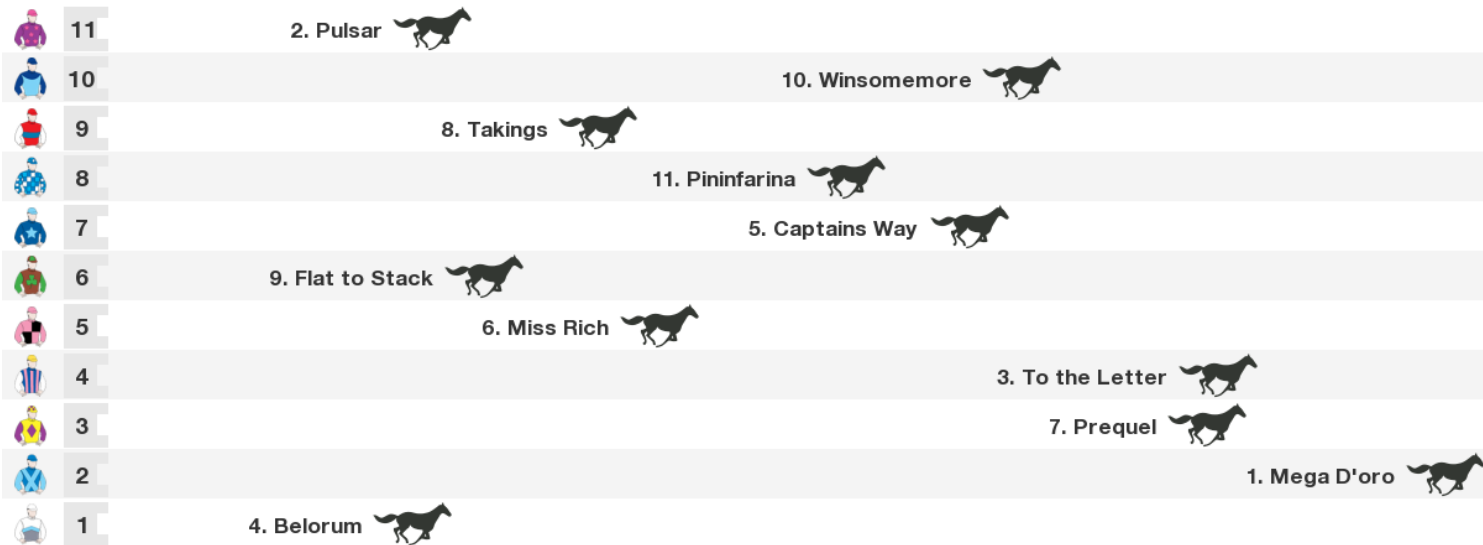 11 2. Pulsar
10 10. Winsomemore
9 8. Takings
8 11. Pininfarina
7 5. Captains Way
6 9. Flat to Stack
5 6. Miss Rich
4 3. To the Letter
3 7. Prequel
2 1. Mega D'oro
1 4. Belorum